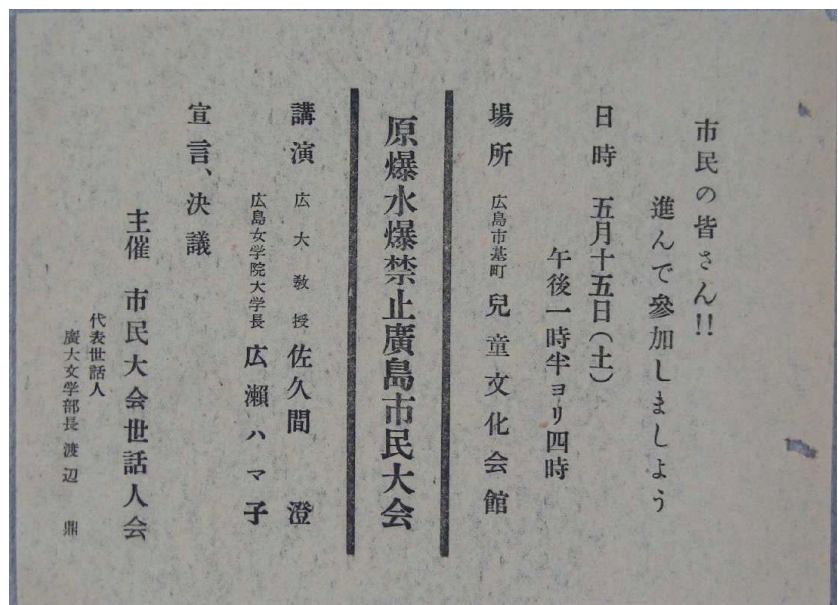 市民の皆さん!!
進んで參加しましょう
日時 五月十五日(土)
午後一時半ヨリ四時
場所 広島市基町 兒童文化会館
原爆水爆禁止廣島市民大会
講演 広大教授 佐久間 澄
広島女学院大学長 広瀬ハマ子
宣言、決議
主催 市民大会世話人会
代表世話人
廣大文学部長 渡辺 鼎